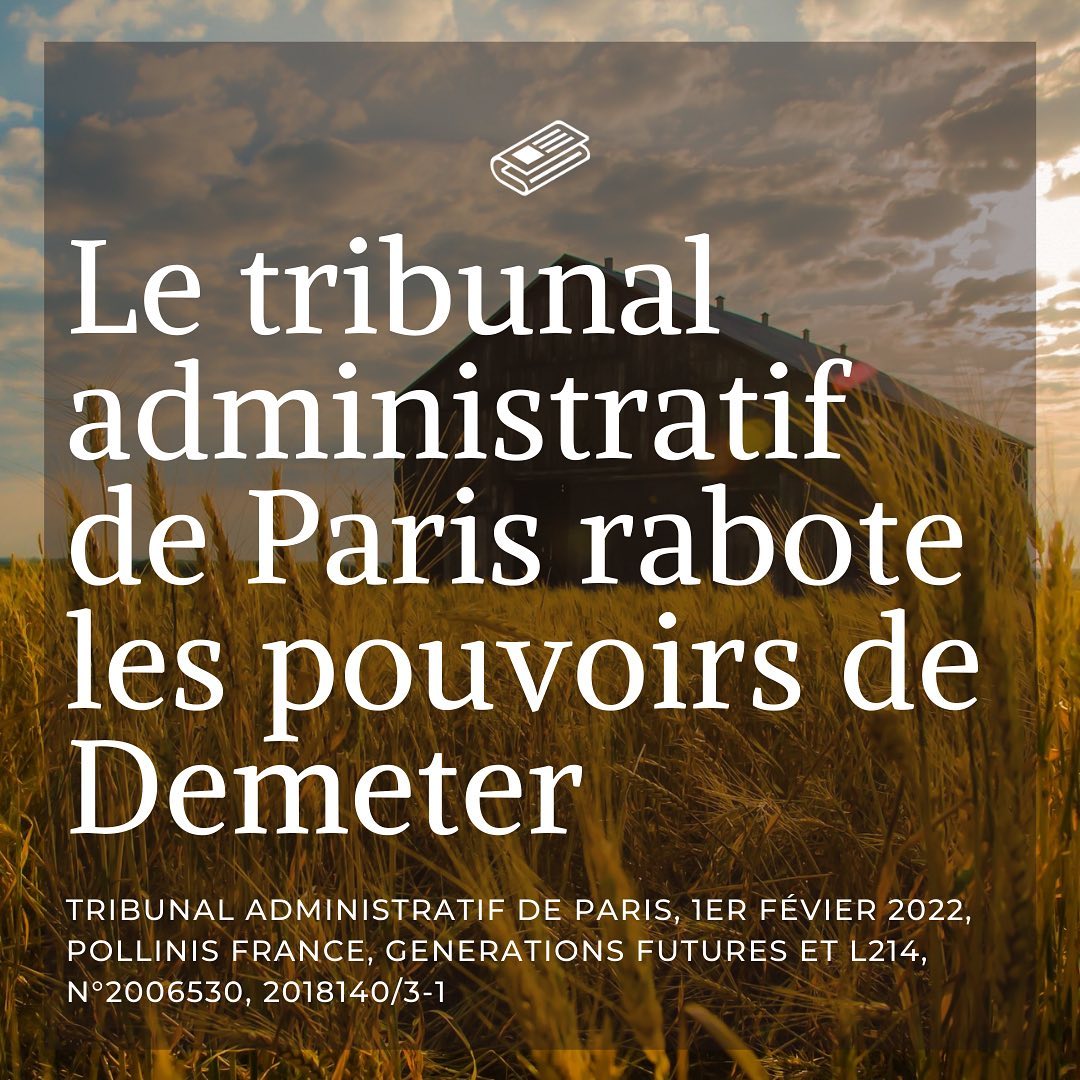 Le tribunal
administratif
de Paris rabote
les pouvoirs de
Demeter
TRIBUNAL ADMINISTRATIF DE PARIS, 1ER FÉVIER 2022,
POLLINIS FRANCE, GENERATIONS FUTURES ET L214,
N°2006530, 2018140/3-1